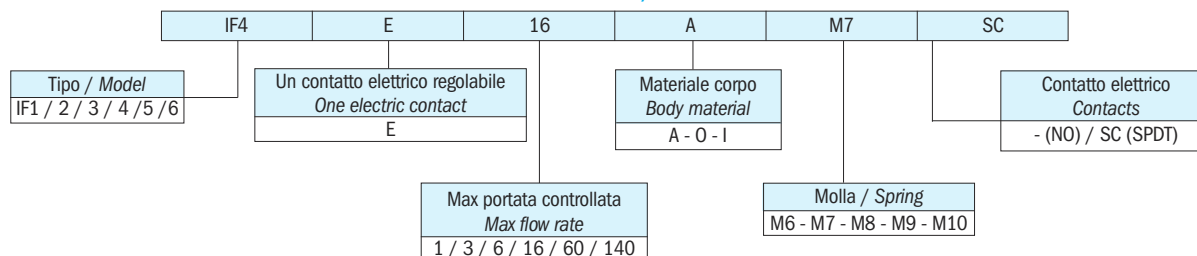 IF4 E 16 A M7 SC
Tipo / Model
IF1 / 2 / 3 / 4 /5 /6
Un contatto elettrico regolabile
One electric contact
E
Materiale corpo
Body material
A - O - I
Contatto elettrico
Contacts
- (NO) / SC (SPDT)
Max portata controllata
Max flow rate
1 / 3 / 6 / 16 / 60 / 140
Molla / Spring
M6 - M7 - M8 - M9 - M10